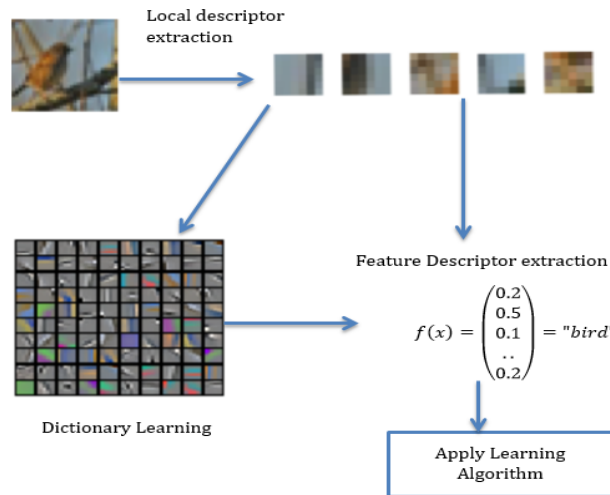 Local descriptor
extraction
Feature Descriptor extraction
0.2
0.5
f(x) = 0.1 = "bird"
..
0.2
Dictionary Learning
Apply Learning
Algorithm